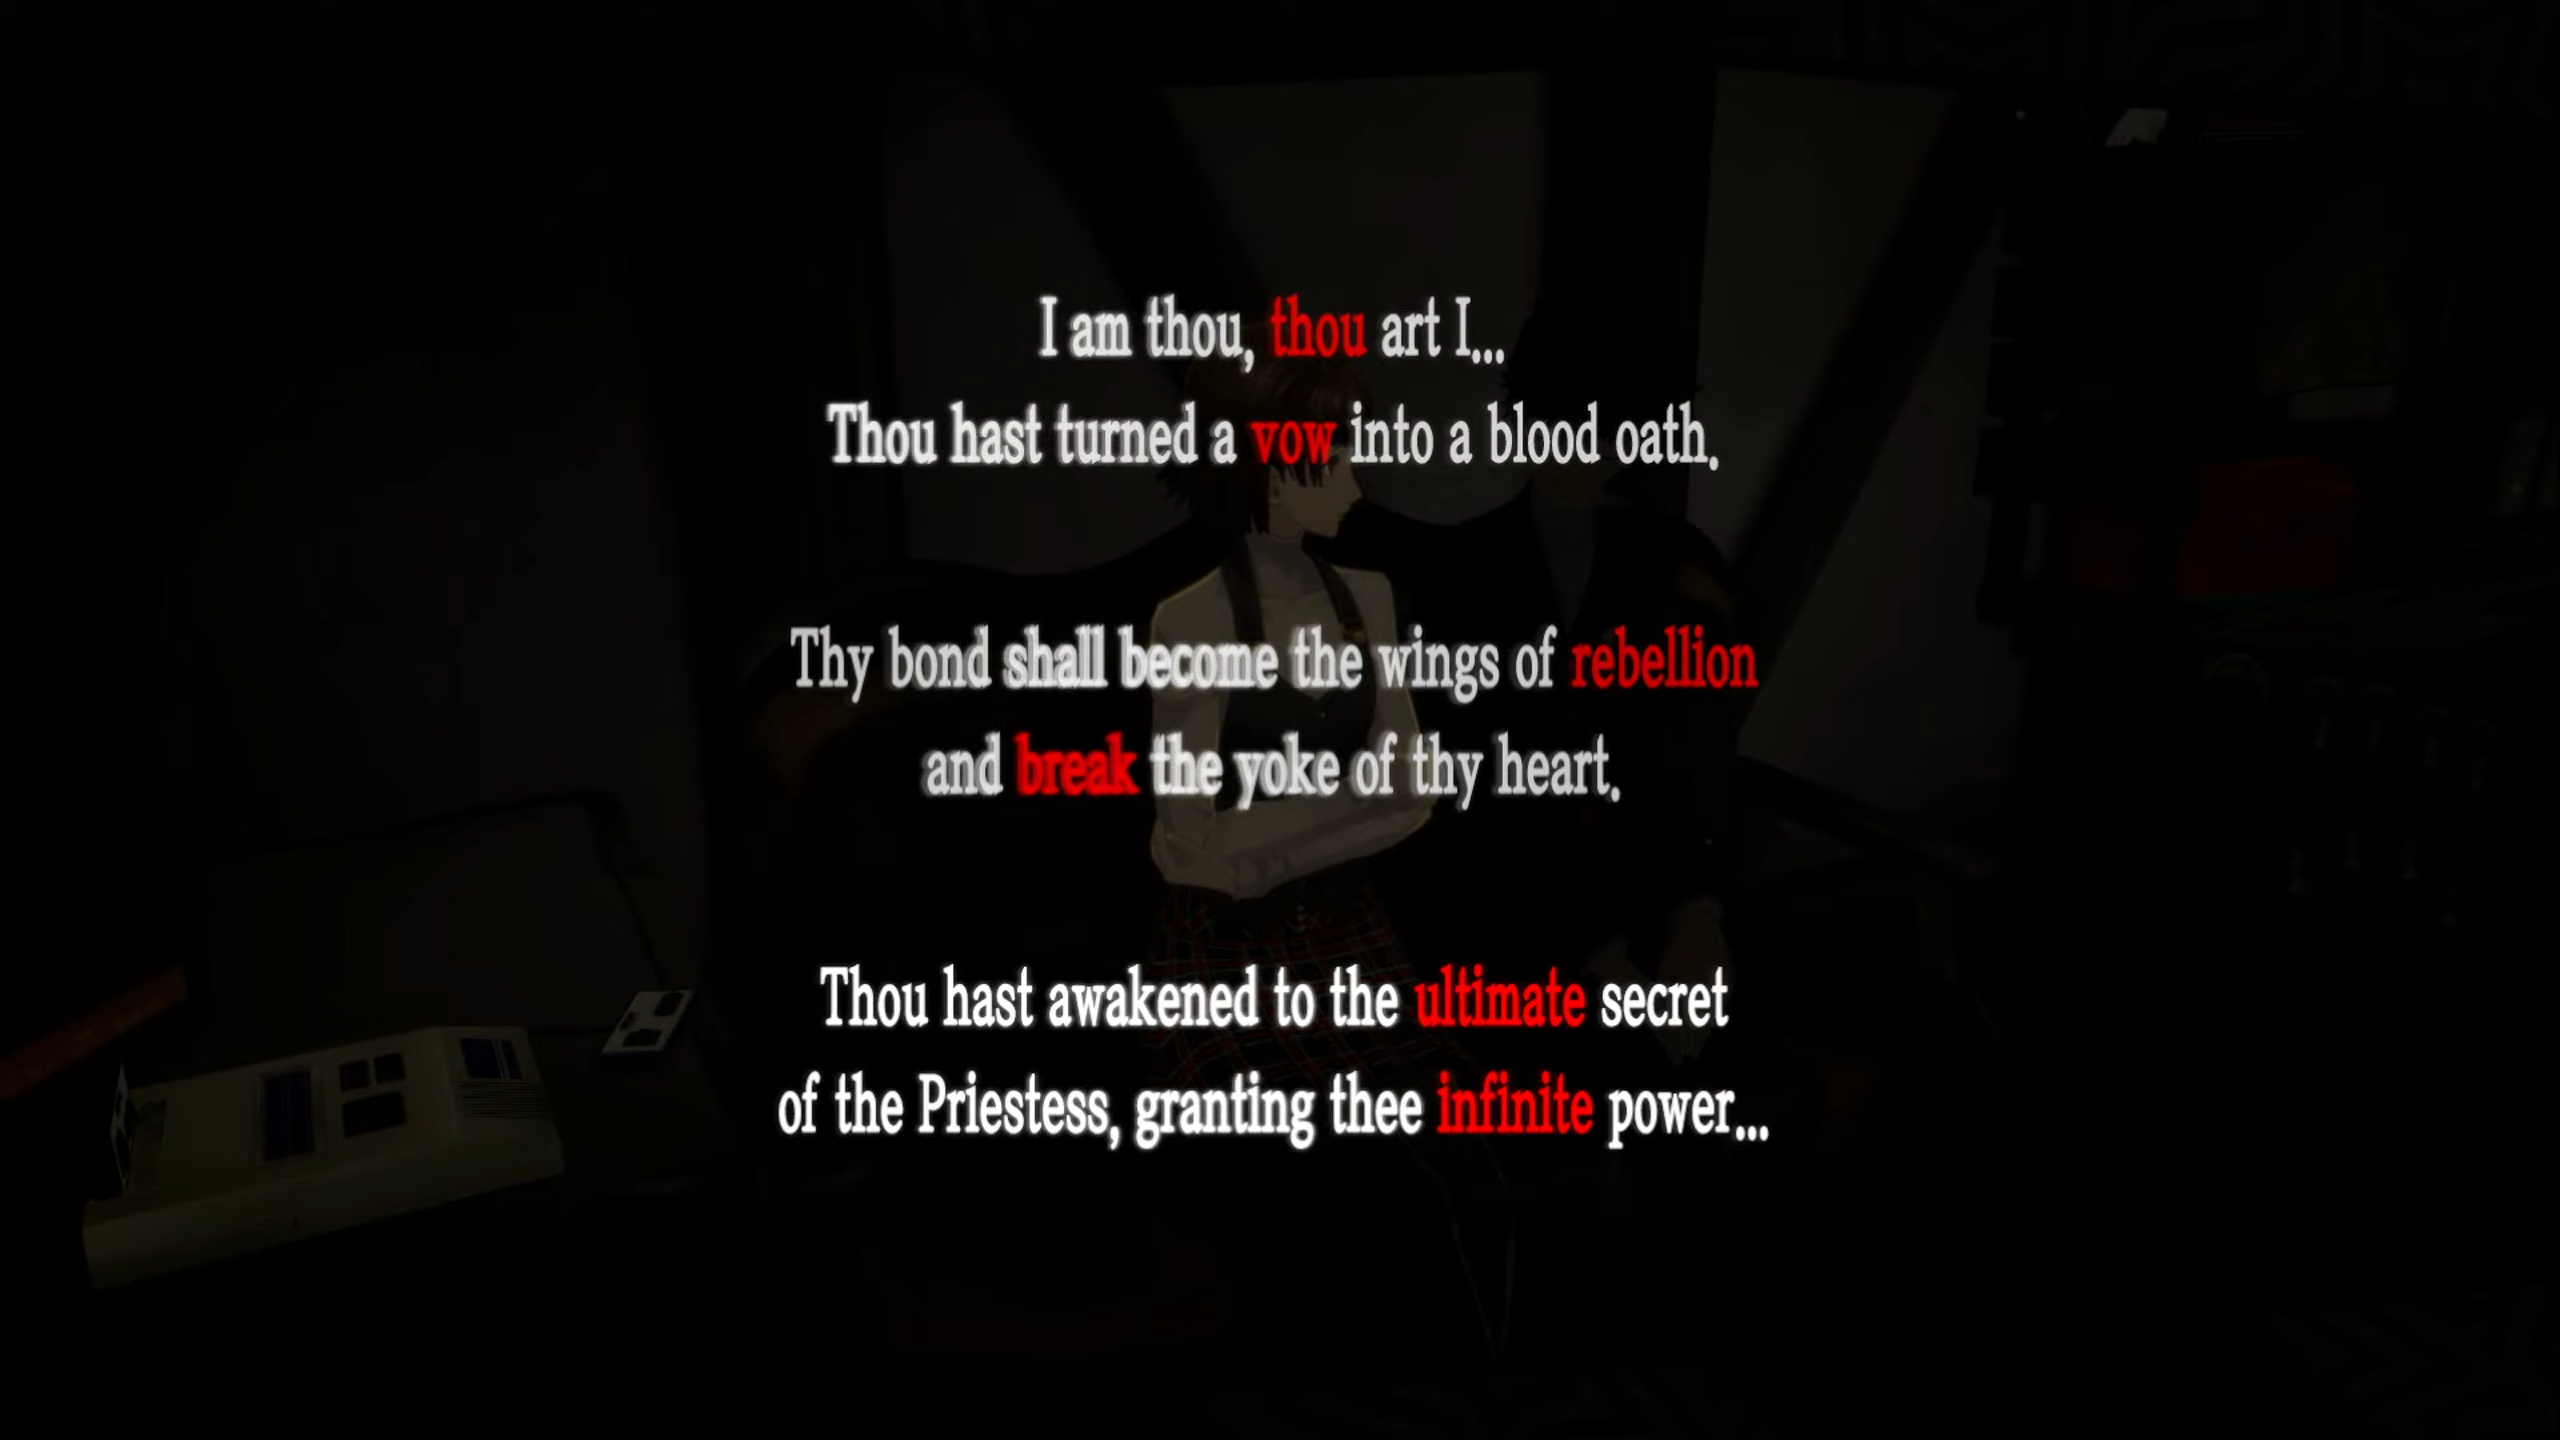 I am thou, thou art I...
Thou hast turned a vow into a blood oath.
Thy bond shall become the wings of rebellion
and break the yoke of thy heart.
Thou hast awakened to the ultimate secret
of the Priestess, granting thee infinite power...